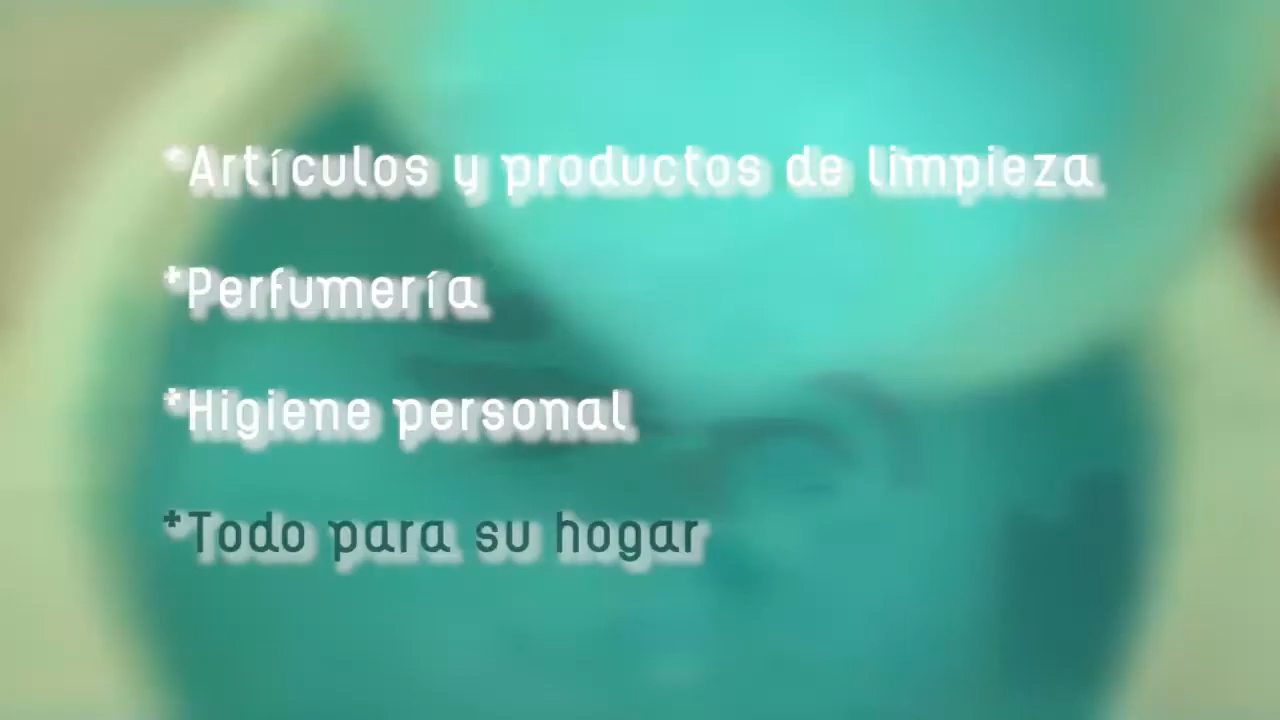 *Artículos y productos de limpieza
*Perfumería
*Higiene personal
*Todo para su hogar